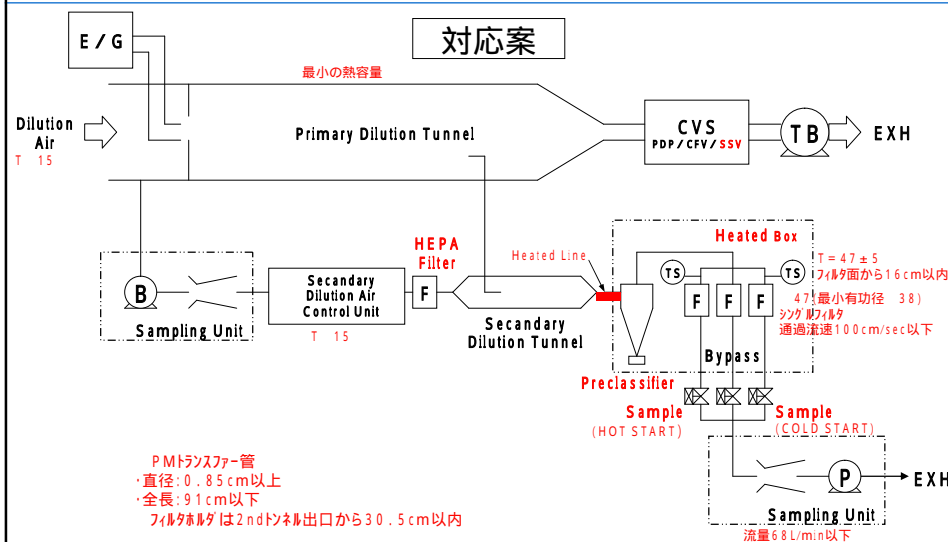 対応案
E/G
最小の熱容量
Dilution
Air
T 15
Primary Dilution Tunnel
CVS
PDP/CFV/SSV
TB
EXH
HEPA
Filter
Heated Line
Heated Box
T=47±5
フィルタ面から16cm以内
TS
TS
B
Sampling Unit
Secandary
Dilution Air
Control Unit
T 15
F
Secandary
Dilution Tunnel
F
F
F
47(最小有功径 38)
シングルフィルタ
通過流速100cm/sec以下
Bypass
Preclassifier
Sample
(HOT START)
Sample
(COLD START)
PMトランスファー管
・直径:0.85cm以上
・全長:91cm以下
フィルタホルダは2ndトンネル出口から30.5cm以内
P
EXH
Sampling Unit
流量68L/min以下